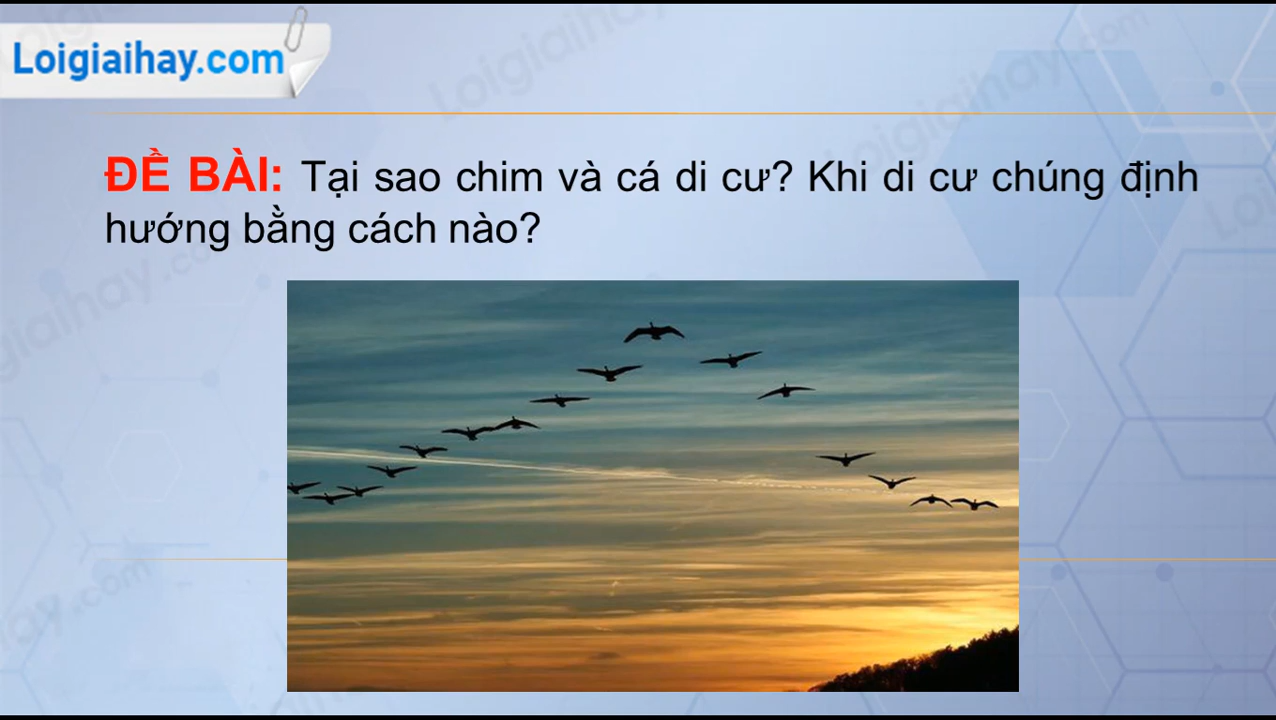 Loigiaihay.com
ĐỀ BÀI: Tại sao chim và cá di cư? Khi di cư chúng định
hướng bằng cách nào?